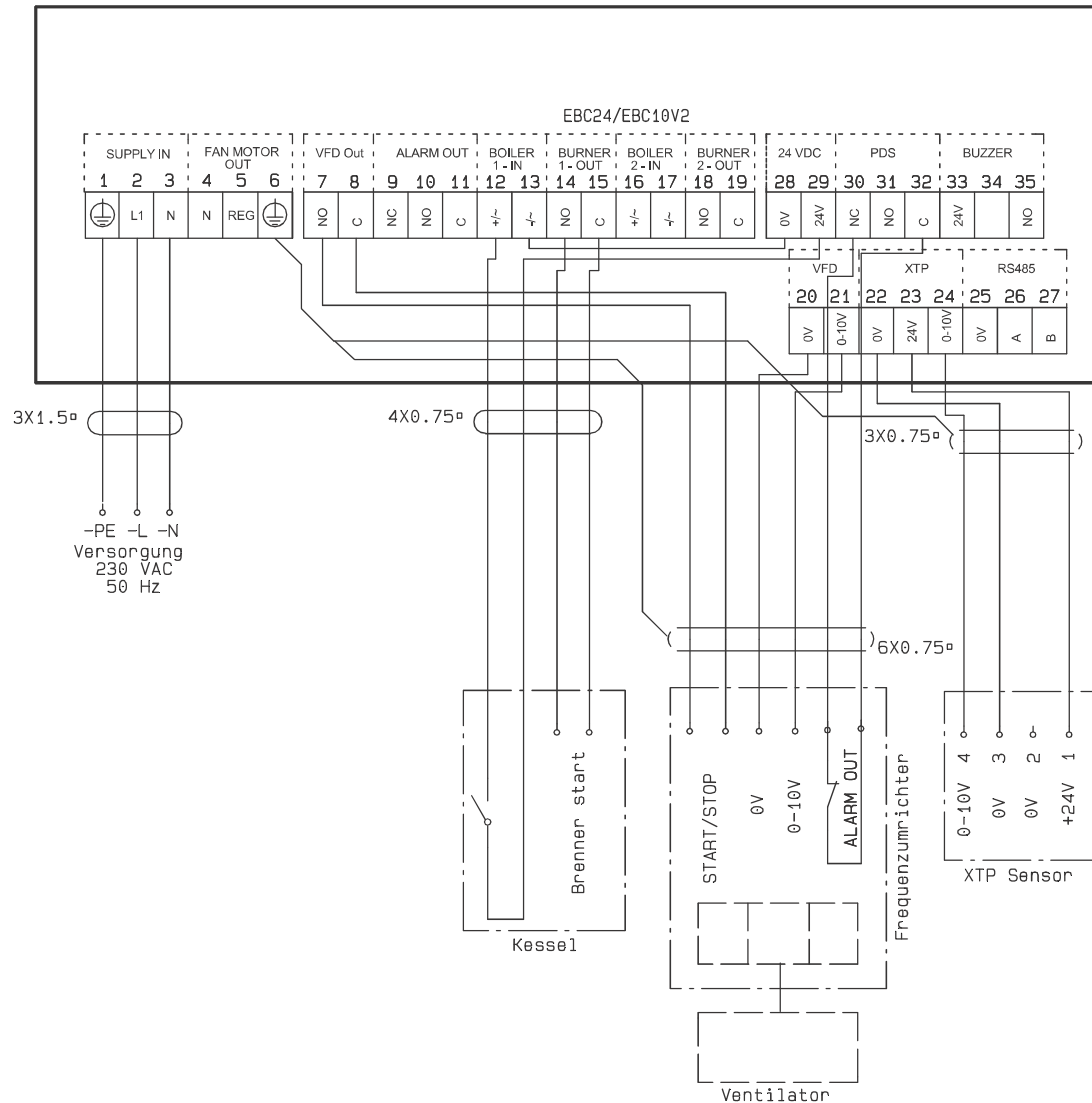 EBC24/EBC10V2
SUPPLY IN
FAN MOTOR
OUT
VFD Out
ALARM OUT
BOILER
1 - IN
BURNER
1 - OUT
BOILER
2 - IN
BURNER
2 - OUT
24 VDC
PDS
BUZZER
1 2 3 4 5 6 7 8 9 10 11 12 13 14 15 16 17 18 19 28 29 30 31 32 33 34 35
L1 N N REG NO C NC NO C +/~ -/~ NO C +/~ -/~ NO C 0V 24V NC NO C 24V NO
VFD
XTP
RS485
20 21 22 23 24 25 26 27
0V 0-10V 0V 24V 0-10V 0V A B
3X1.5¤
4X0.75¤
3X0.75¤
-PE -L -N
Versorgung
230 VAC
50 Hz
6X0.75¤
Brenner start
Kessel
START/STOP
0V
0-10V
ALARM OUT
Frequenzumrichter
Ventilator
0-10V 4
0V 3
0V 2
+24V 1
XTP Sensor